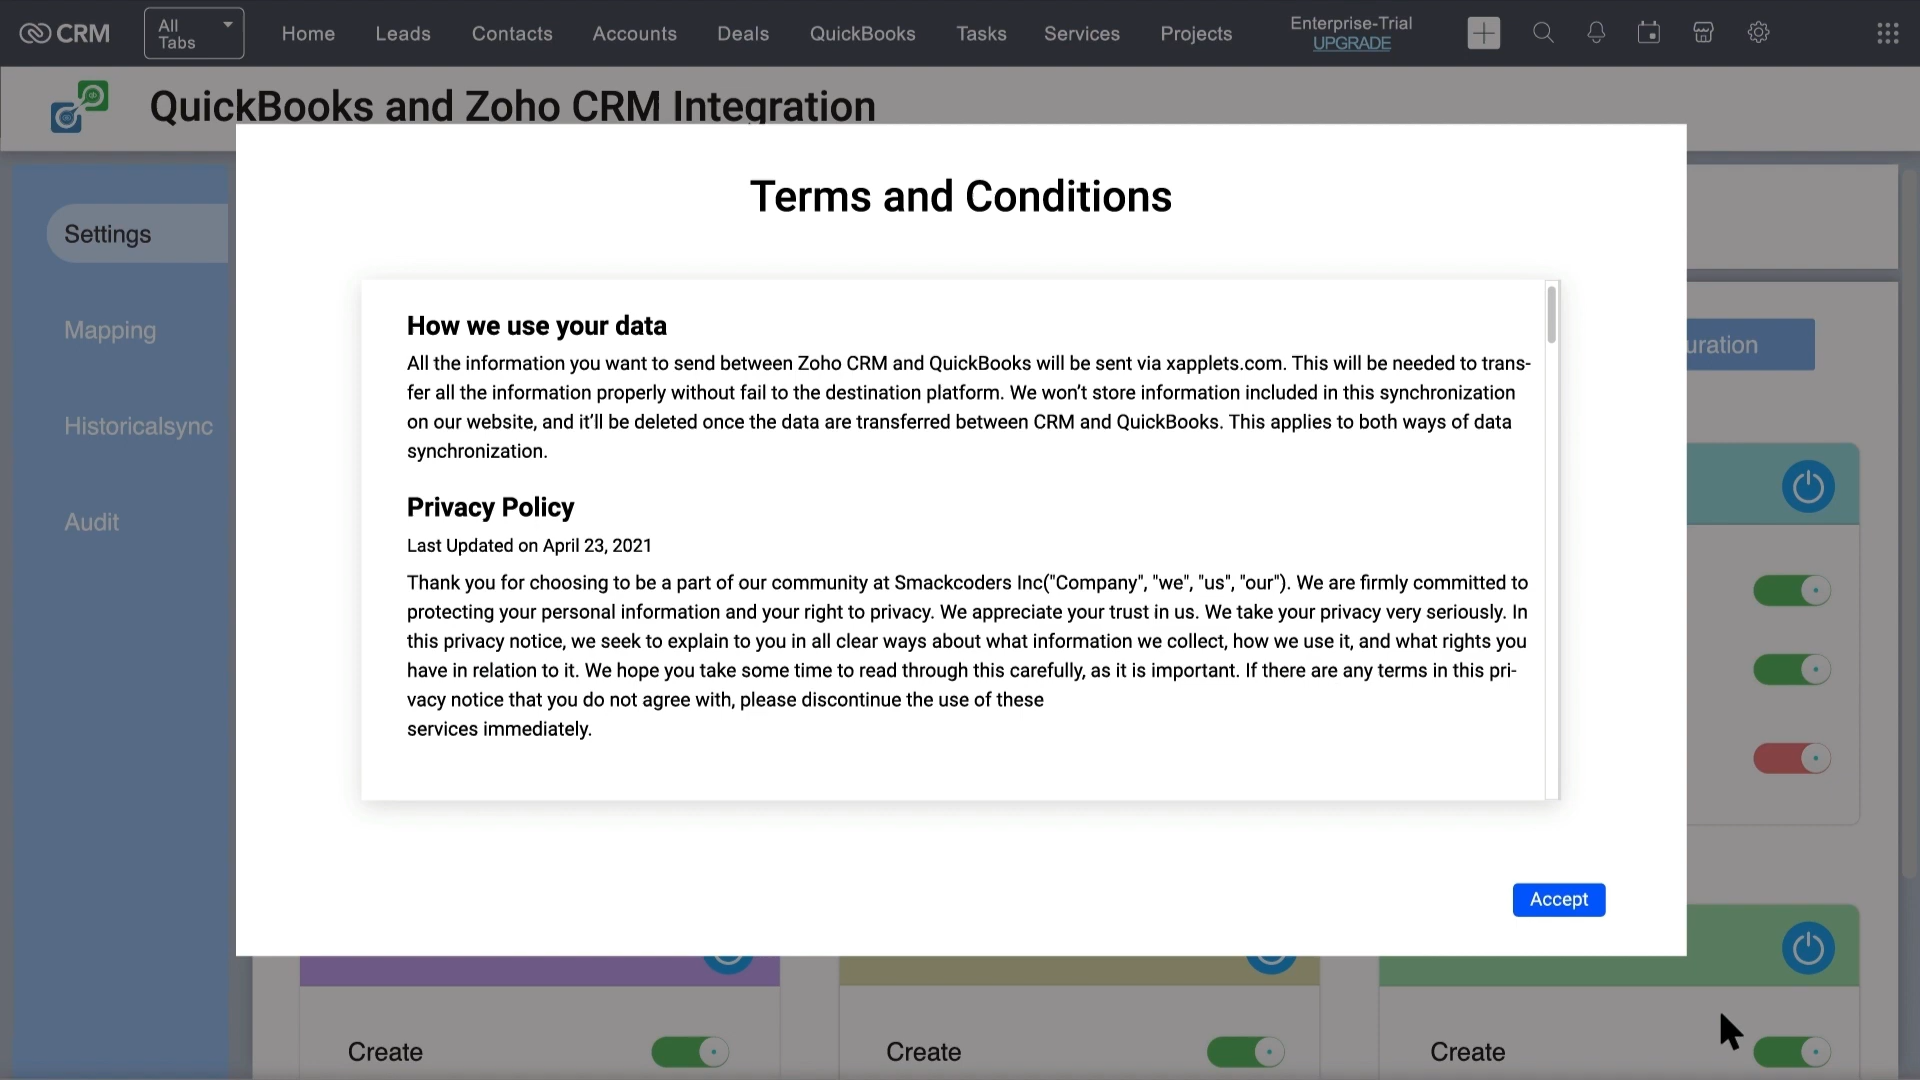 CRM
All Tabs
Home
Leads
Contacts
Accounts
Deals
QuickBooks
Tasks
Services
Projects
Enterprise-Trial
UPGRADE
QuickBooks and Zoho CRM Integration
Settings
Mapping
Historicalsync
Audit
Terms and Conditions
How we use your data
All the information you want to send between Zoho CRM and QuickBooks will be sent via xapplets.com. This will be needed to trans-
fer all the information properly without fail to the destination platform. We won’t store information included in this synchronization
on our website, and it’ll be deleted once the data are transferred between CRM and QuickBooks. This applies to both ways of data
synchronization.
Privacy Policy
Last Updated on April 23, 2021
Thank you for choosing to be a part of our community at Smackcoders Inc("Company", "we", "us", "our"). We are firmly committed to
protecting your personal information and your right to privacy. We appreciate your trust in us. We take your privacy very seriously. In
this privacy notice, we seek to explain to you in all clear ways about what information we collect, how we use it, and what rights you
have in relation to it. We hope you take some time to read through this carefully, as it is important. If there are any terms in this pri-
vacy notice that you do not agree with, please discontinue the use of these
services immediately.
uration
Accept
Create
Create
Create